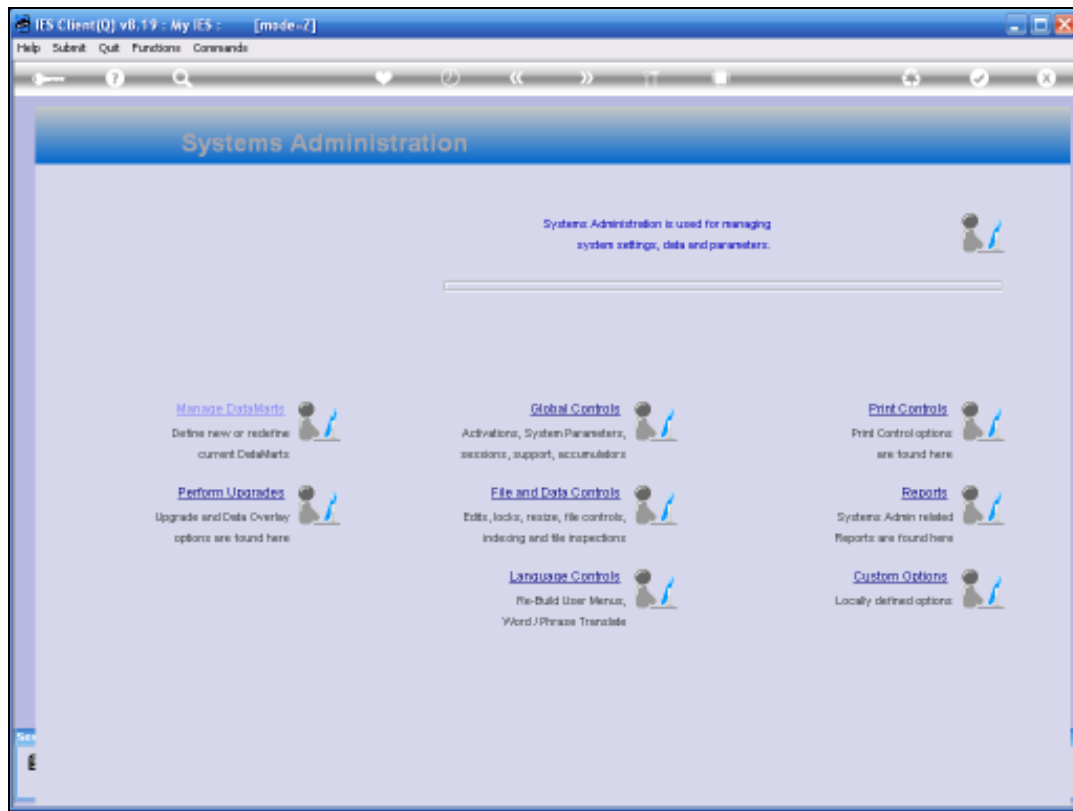 IES Client(Q) v8.19 : My IES : [mode=Z]
Help Submit Quit Functions Commands
Systems Administration
Systems Administration is used for managing
system settings, data and parameters.
Manage DataMarts
Define new or redefine
current DataMarts
Global Controls
Activations, System Parameters,
sessions, support, accumulators
Print Controls
Print Control options
are found here
Perform Upgrades
Upgrade and Data Overlay
options are found here
File and Data Controls
Edits, locks, resize, file controls,
indexing and file inspections
Reports
Systems Admin related
Reports are found here
Language Controls
Re-Build User Menus,
Word / Phrase Translate
Custom Options
Locally defined options